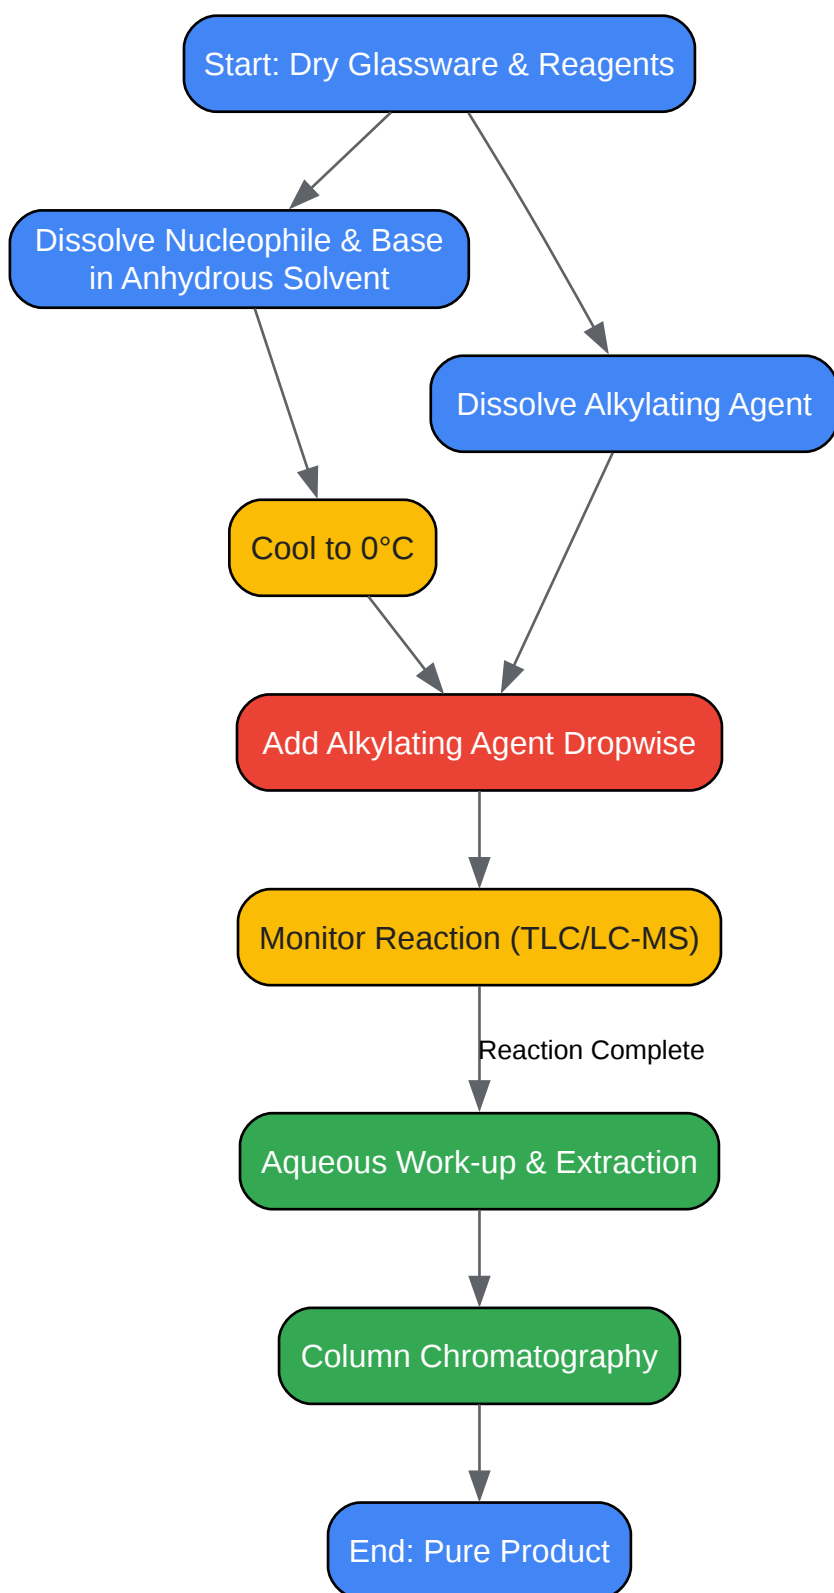 Start: Dry Glassware & Reagents
Dissolve Nucleophile & Base
in Anhydrous Solvent
Dissolve Alkylating Agent
Cool to 0°C
Add Alkylating Agent Dropwise
Monitor Reaction (TLC/LC-MS)
Reaction Complete
Aqueous Work-up & Extraction
Column Chromatography
End: Pure Product